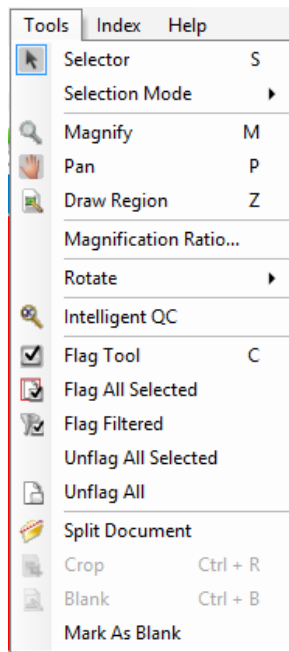 Tools Index Help
Selector S
Selection Mode
Magnify M
Pan P
Draw Region Z
Magnification Ratio...
Rotate
Intelligent QC
Flag Tool C
Flag All Selected
Flag Filtered
Unflag All Selected
Unflag All
Split Document
Crop Ctrl + R
Blank Ctrl + B
Mark As Blank